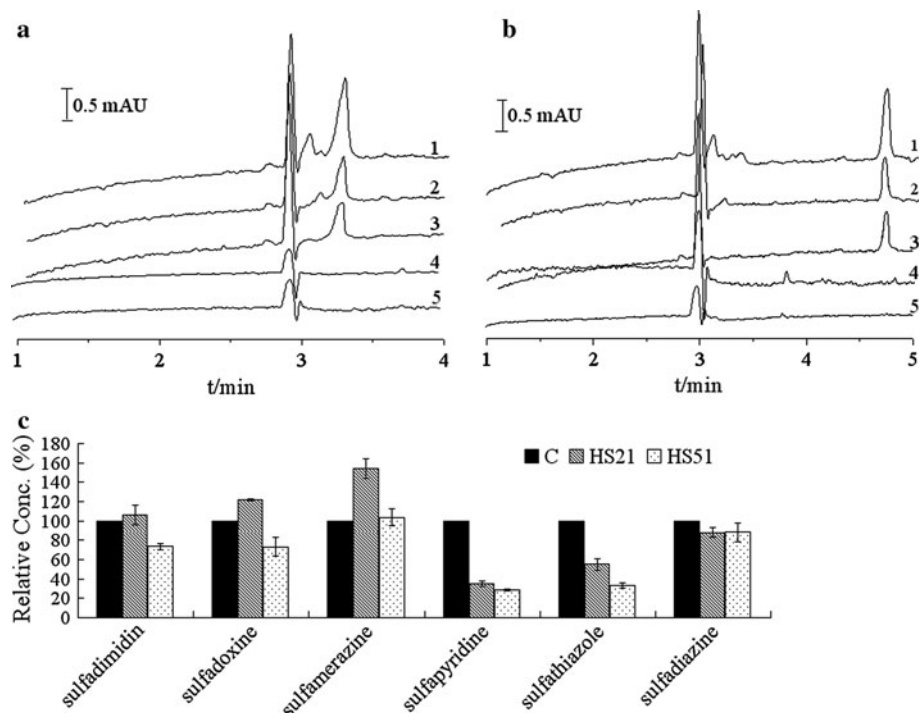 a
0.5 mAU
1
2
3
4
5
1 2 3 4
t/min
b
0.5 mAU
1
2
3
4
5
1 2 3 4 5
t/min
c
Relative Conc. (%)
180
160
140
120
100
80
60
40
20
0
C HS21 HS51
sulfadimidin
sulfadoxine
sulfamerazine
sulfapyridine
sulfathiazole
sulfadiazine